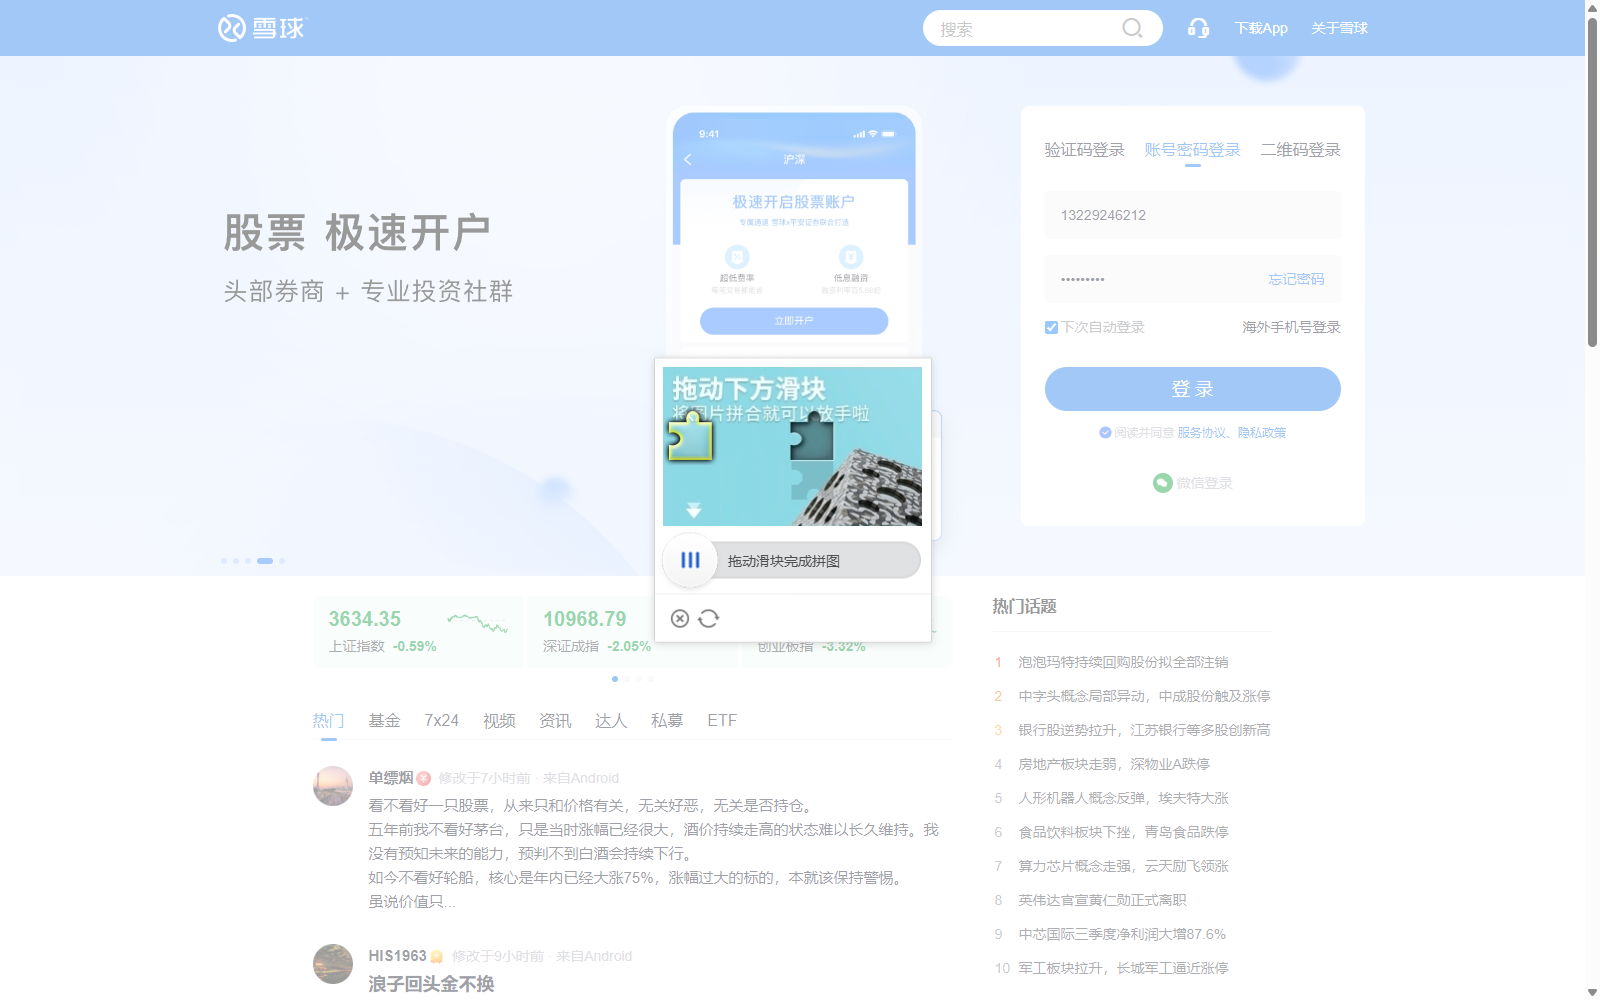 雪球
搜索
下载App
关于雪球
股票 极速开户
头部券商 + 专业投资社群
9:41
沪深
极速开启股票账户
专属通道 雪球x平安证券联合打造
超低费率
低息融资
立即开户
验证码登录
账号密码登录
二维码登录
13229246212
•••••••••
忘记密码
下次自动登录
海外手机号登录
登 录
阅读并同意 服务协议、隐私政策
微信登录
拖动下方滑块
将图片拼合就可以放手啦
拖动滑块完成拼图
3634.35
上证指数 -0.59%
10968.79
深证成指 -2.05%
创业板指 -3.32%
热门
基金
7x24
视频
资讯
达人
私募
ETF
单缥烟
修改于7小时前 · 来自Android
看不看好一只股票，从来只和价格有关，无关好恶，无关是否持仓。
五年前我不看好茅台，只是当时涨幅已经很大，酒价持续走高的状态难以长久维持。我
没有预知未来的能力，预判不到白酒会持续下行。
如今不看好轮船，核心是年内已经大涨75%，涨幅过大的标的，本就该保持警惕。
虽说价值只...
HIS1963
修改于9小时前 · 来自Android
浪子回头金不换
热门话题
1 泡泡玛特持续回购股份拟全部注销
2 中字头概念局部异动，中成股份触及涨停
3 银行股逆势拉升，江苏银行等多股创新高
4 房地产板块走弱，深物业A跌停
5 人形机器人概念反弹，埃夫特大涨
6 食品饮料板块下挫，青岛食品跌停
7 算力芯片概念走强，云天励飞领涨
8 英伟达官宣黄仁勋正式离职
9 中芯国际三季度净利润大增87.6%
10 军工板块拉升，长城军工逼近涨停